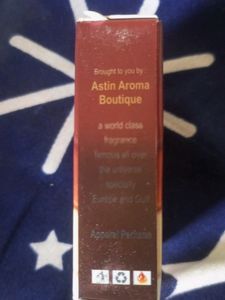 Brought to you by :
Astin Aroma
Boutique
a world class
fragrance
famous all over
the universe
specially
Europe and Gulf
Apparel Perfume